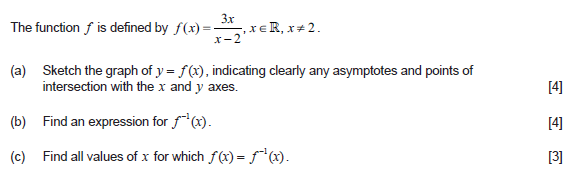 The function f is defined by f(x) = 3x/(x − 2), x ∈ ℝ, x ≠ 2.
(a) Sketch the graph of y = f(x), indicating clearly any asymptotes and points of
intersection with the x and y axes. [4]
(b) Find an expression for f⁻¹(x). [4]
(c) Find all values of x for which f(x) = f⁻¹(x). [3]